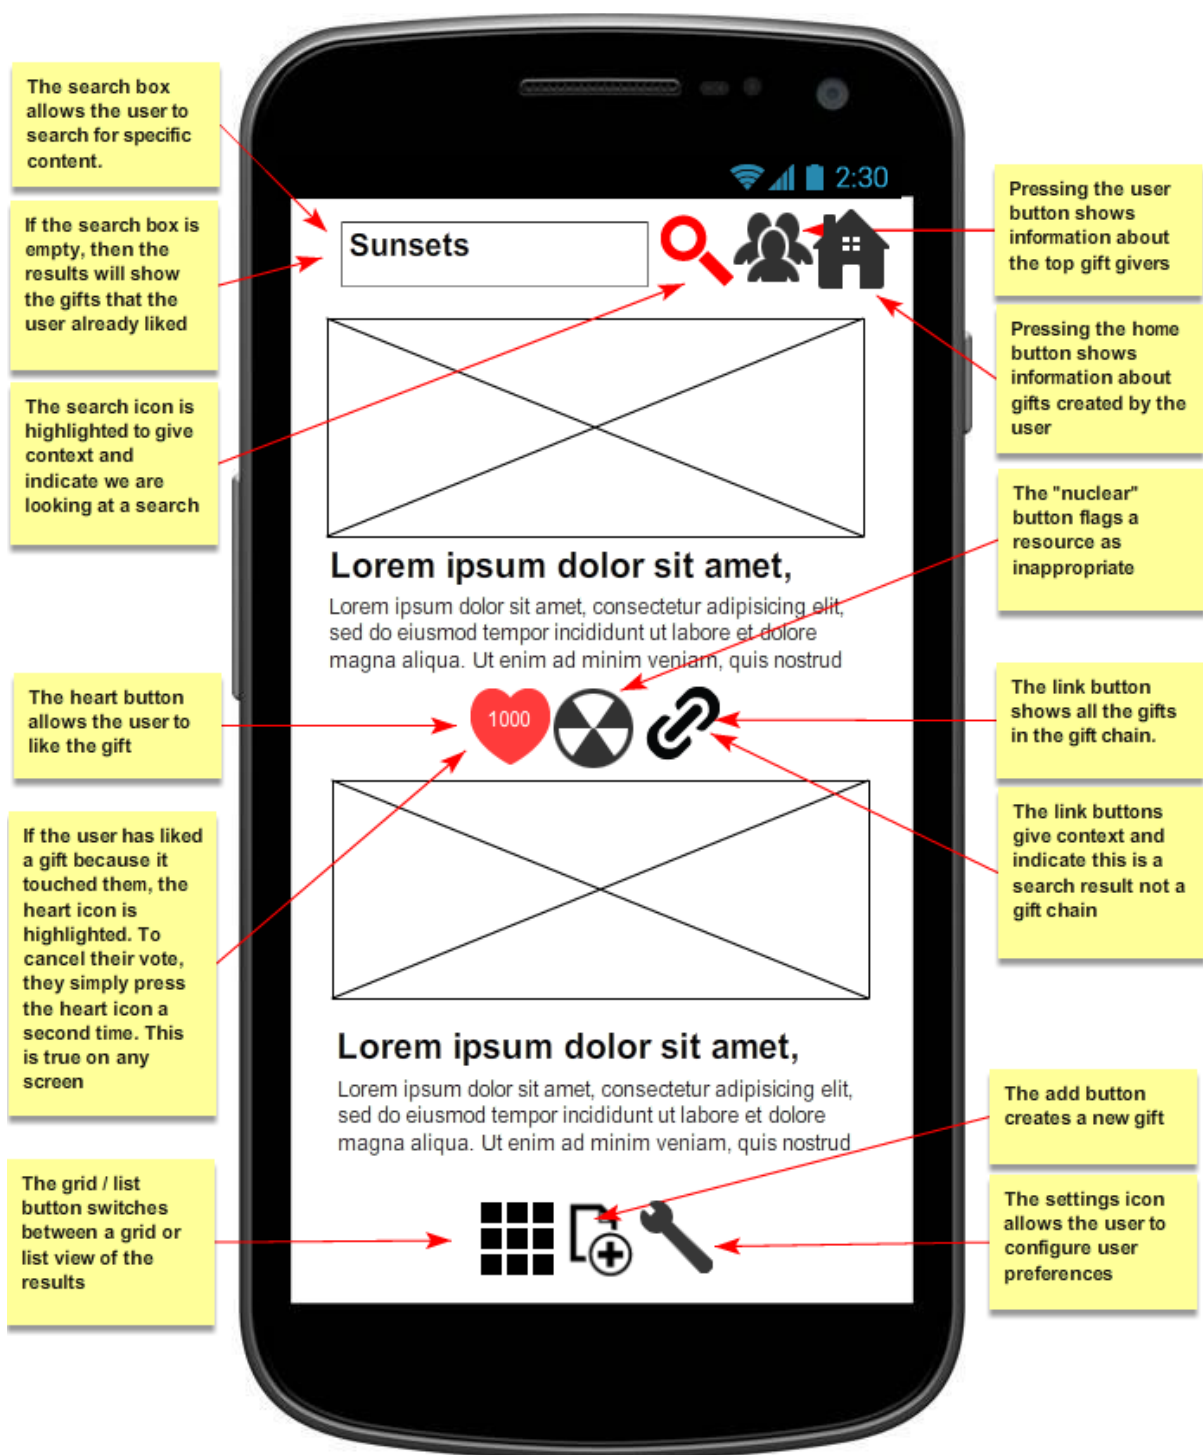 The search box
allows the user to
search for specific
content.
If the search box is
empty, then the
results will show
the gifts that the
user already liked
The search icon is
highlighted to give
context and
indicate we are
looking at a search
The heart button
allows the user to
like the gift
If the user has liked
a gift because it
touched them, the
heart icon is
highlighted. To
cancel their vote,
they simply press
the heart icon a
second time. This
is true on any
screen
The grid / list
button switches
between a grid or
list view of the
results
2:30
Sunsets
Lorem ipsum dolor sit amet,
Lorem ipsum dolor sit amet, consectetur adipisicing elit,
sed do eiusmod tempor incididunt ut labore et dolore
magna aliqua. Ut enim ad minim veniam, quis nostrud
1000
Lorem ipsum dolor sit amet,
Lorem ipsum dolor sit amet, consectetur adipisicing elit,
sed do eiusmod tempor incididunt ut labore et dolore
magna aliqua. Ut enim ad minim veniam, quis nostrud
Pressing the user
button shows
information about
the top gift givers
Pressing the home
button shows
information about
gifts created by the
user
The "nuclear"
button flags a
resource as
inappropriate
The link button
shows all the gifts
in the gift chain.
The link buttons
give context and
indicate this is a
search result not a
gift chain
The add button
creates a new gift
The settings icon
allows the user to
configure user
preferences